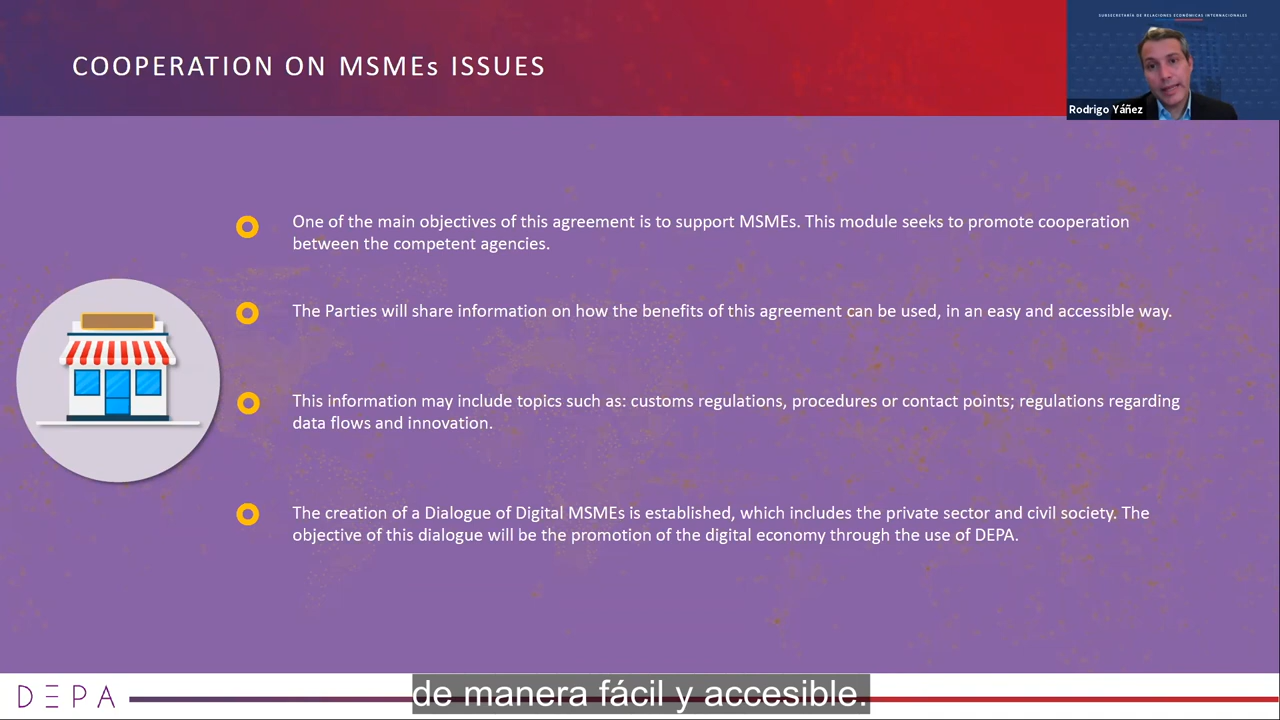 COOPERATION ON MSMEs ISSUES
SUBSECRETARÍA DE RELACIONES ECONÓMICAS INTERNACIONALES
Rodrigo Yáñez
One of the main objectives of this agreement is to support MSMEs. This module seeks to promote cooperation
between the competent agencies.
The Parties will share information on how the benefits of this agreement can be used, in an easy and accessible way.
This information may include topics such as: customs regulations, procedures or contact points; regulations regarding
data flows and innovation.
The creation of a Dialogue of Digital MSMEs is established, which includes the private sector and civil society. The
objective of this dialogue will be the promotion of the digital economy through the use of DEPA.
DEPA
de manera fácil y accesible.